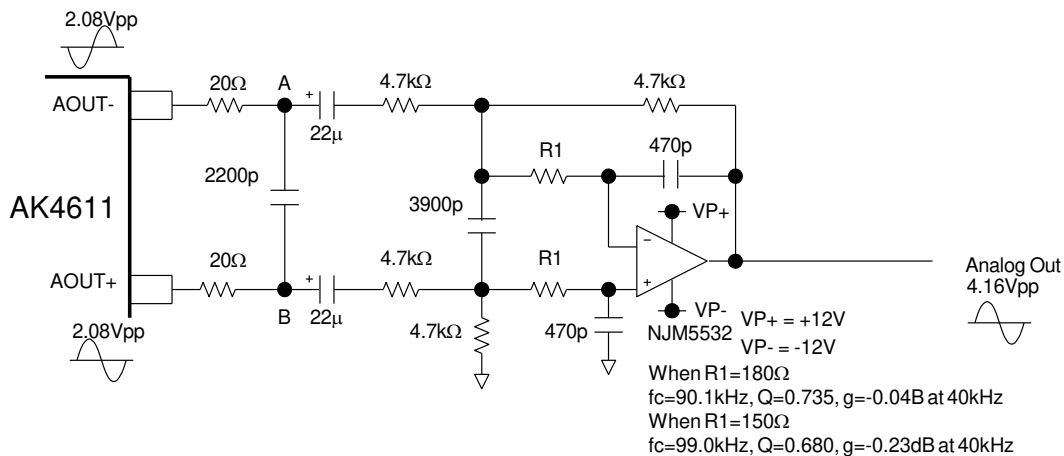 2.08Vpp
AOUT-
20Ω
A
+
22μ
4.7kΩ
4.7kΩ
R1
470p
2200p
3900p
AK4611
VP+
−
+
AOUT+
20Ω
B
+
22μ
4.7kΩ
R1
4.7kΩ
470p
VP-
NJM5532
2.08Vpp
Analog Out
4.16Vpp
VP+ = +12V
VP- = -12V
When R1=180Ω
fc=90.1kHz, Q=0.735, g=-0.04B at 40kHz
When R1=150Ω
fc=99.0kHz, Q=0.680, g=-0.23dB at 40kHz